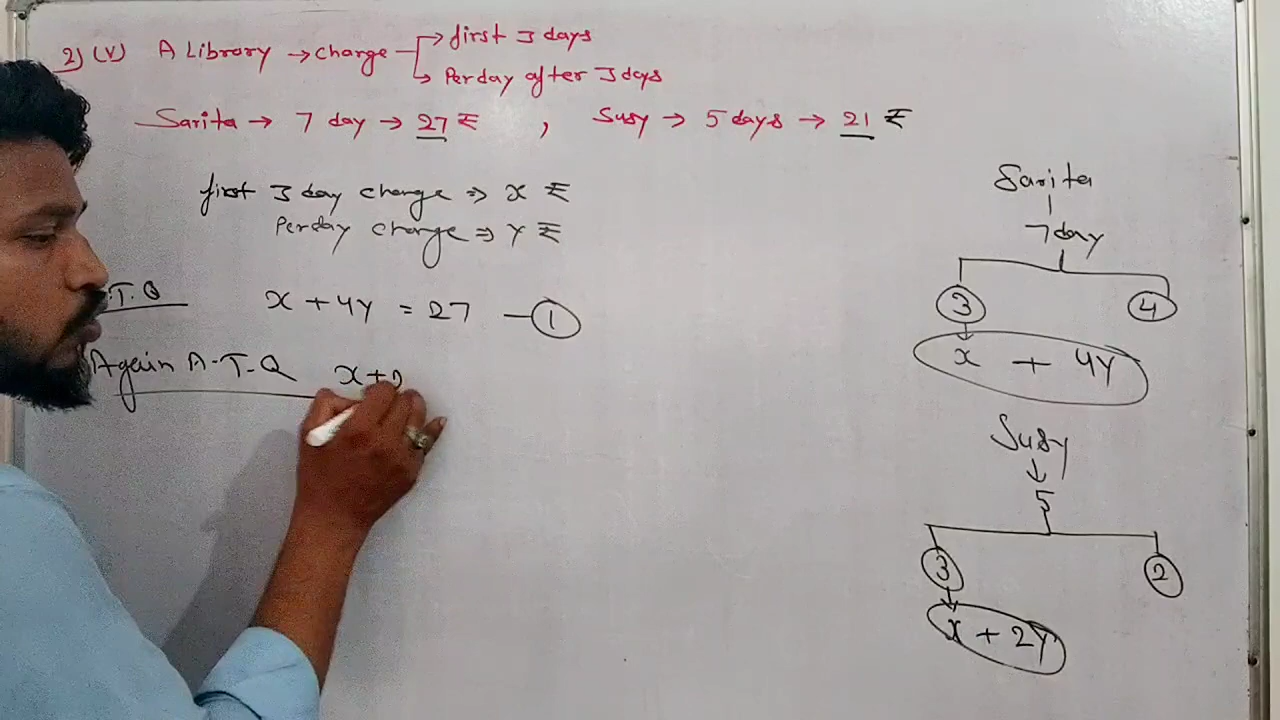 2) (v) A Library → charge → first 3 days
→ Per day after 3 days
Sarita → 7 day → 27 ₹ , Susy → 5 days → 21 ₹
first 3 day charge ⇒ x ₹
Per day charge ⇒ Y ₹
.T.Q x + 4Y = 27 — ①
Again A.T.Q x+2
Sarita
7 day
3 4
x + 4Y
Susy
↓
5
3 2
x + 2Y